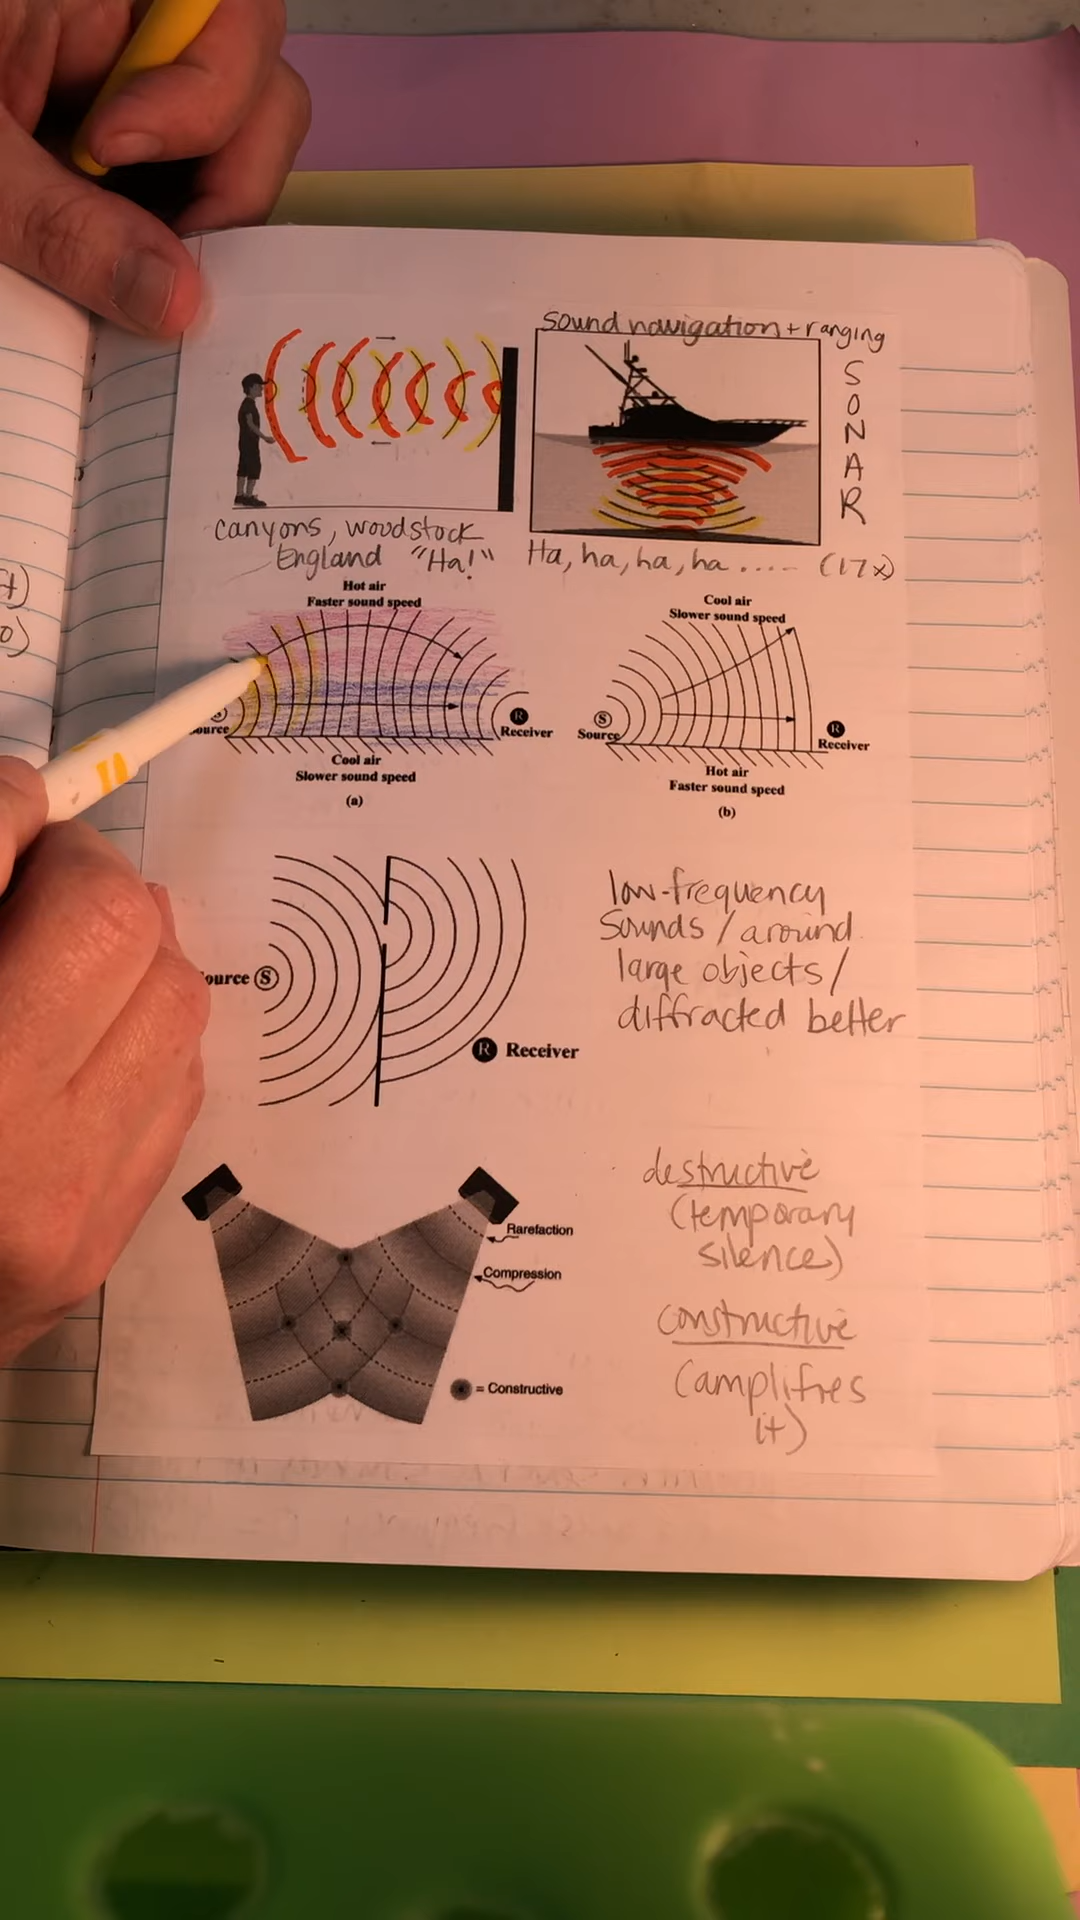 Sound navigation + ranging
S
O
N
A
R
canyons, woodstock
England "Ha!"
Ha, ha, ha, ha ..... (17x)
Hot air
Faster sound speed
S
ource
R
Receiver
Cool air
Slower sound speed
(a)
Cool air
Slower sound speed
S
Source
R
Receiver
Hot air
Faster sound speed
(b)
low-frequency
Sounds / around
large objects /
diffracted better
ource S
R Receiver
destructive
(temporary
silence)
Rarefaction
Compression
constructive
(amplifies
it)
= Constructive